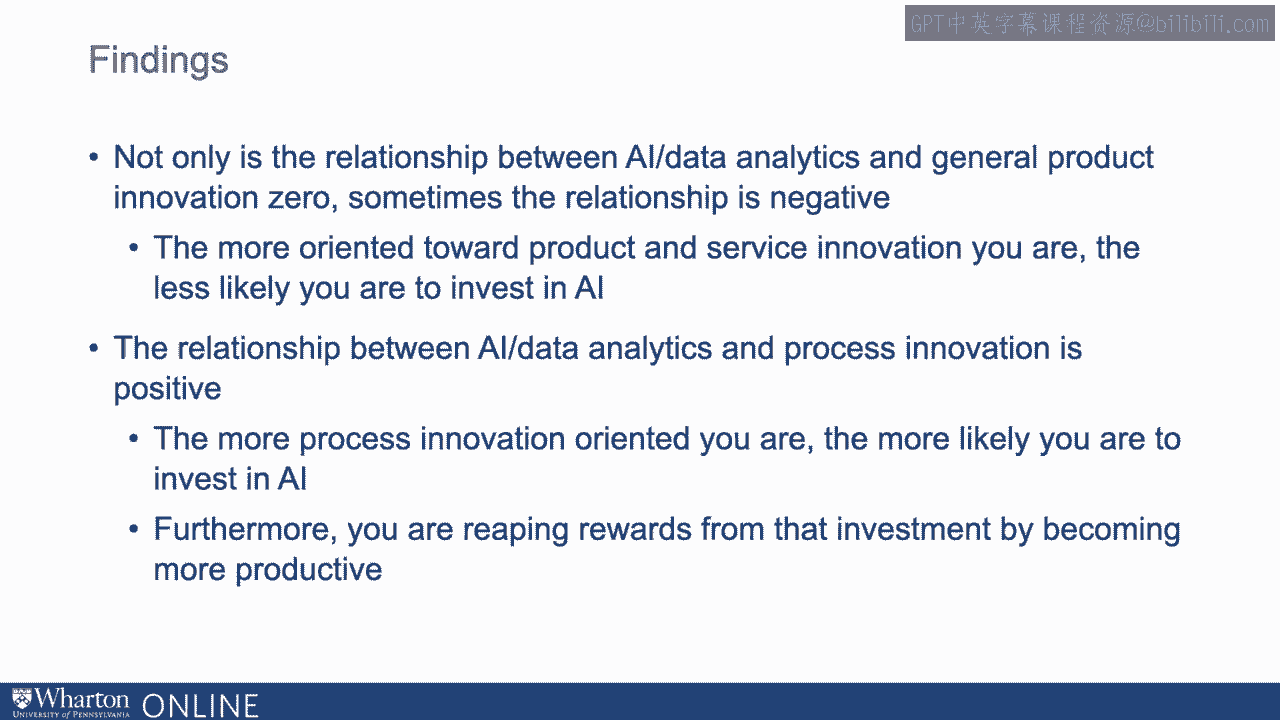 GPT中英字幕课程资源@bilibili.com
Findings
• Not only is the relationship between AI/data analytics and general product
innovation zero, sometimes the relationship is negative
• The more oriented toward product and service innovation you are, the
less likely you are to invest in AI
• The relationship between AI/data analytics and process innovation is
positive
• The more process innovation oriented you are, the more likely you are to
invest in AI
• Furthermore, you are reaping rewards from that investment by becoming
more productive
Wharton ONLINE
UNIVERSITY of PENNSYLVANIA